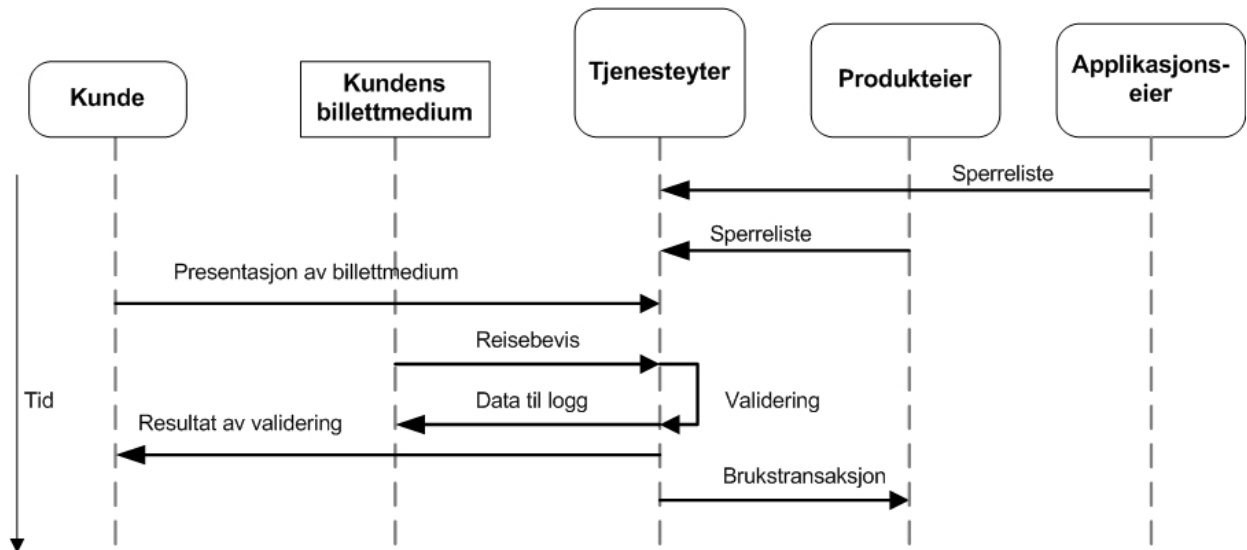 Kunde
Kundens
billettmedium
Tjenesteyter
Produkteier
Applikasjons-
eier
Sperreliste
Sperreliste
Presentasjon av billettmedium
Reisebevis
Tid
Data til logg
Validering
Resultat av validering
Brukstransaksjon